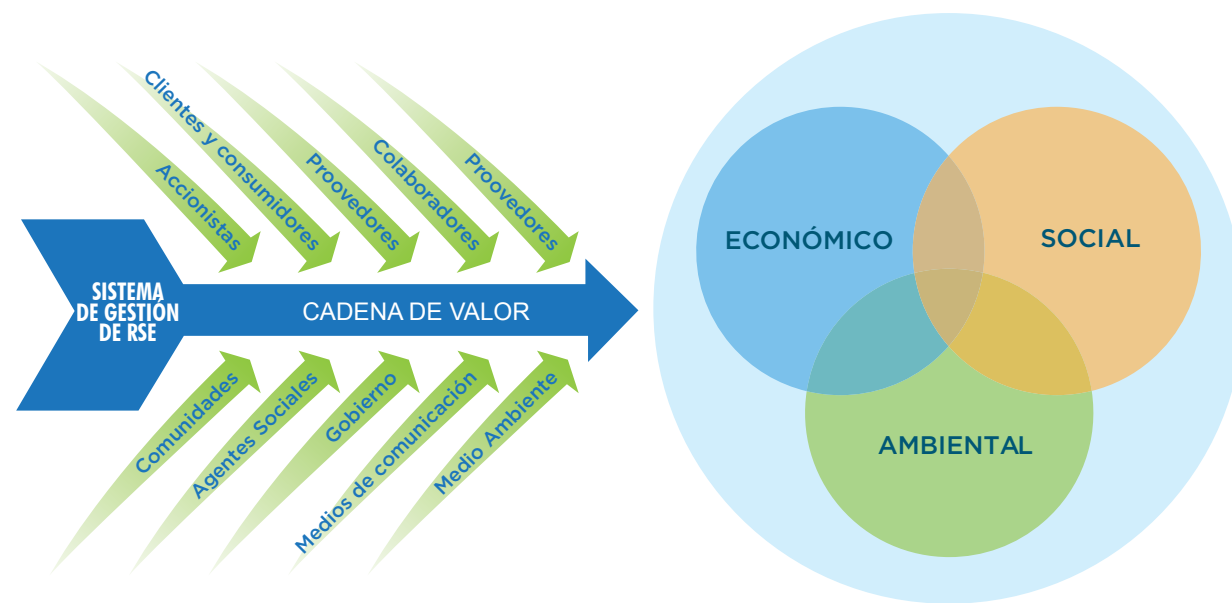 Accionistas
Clientes y consumidores
Proovedores
Colaboradores
Proovedores
SISTEMA
DE GESTIÓN
DE RSE
CADENA DE VALOR
Comunidades
Agentes Sociales
Gobierno
Medios de comunicación
Medio Ambiente
ECONÓMICO
SOCIAL
AMBIENTAL